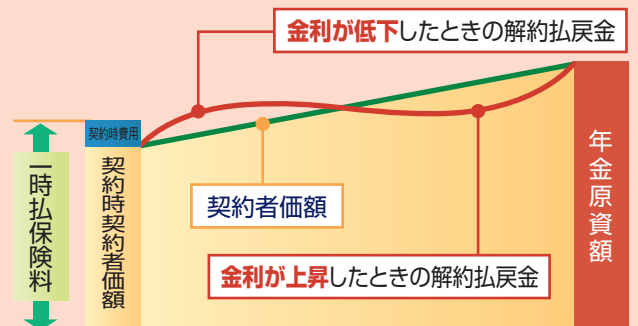 金利が低下したときの解約払戻金
契約時費用
一時払保険料
契約時契約者価額
契約者価額
金利が上昇したときの解約払戻金
年金原資額